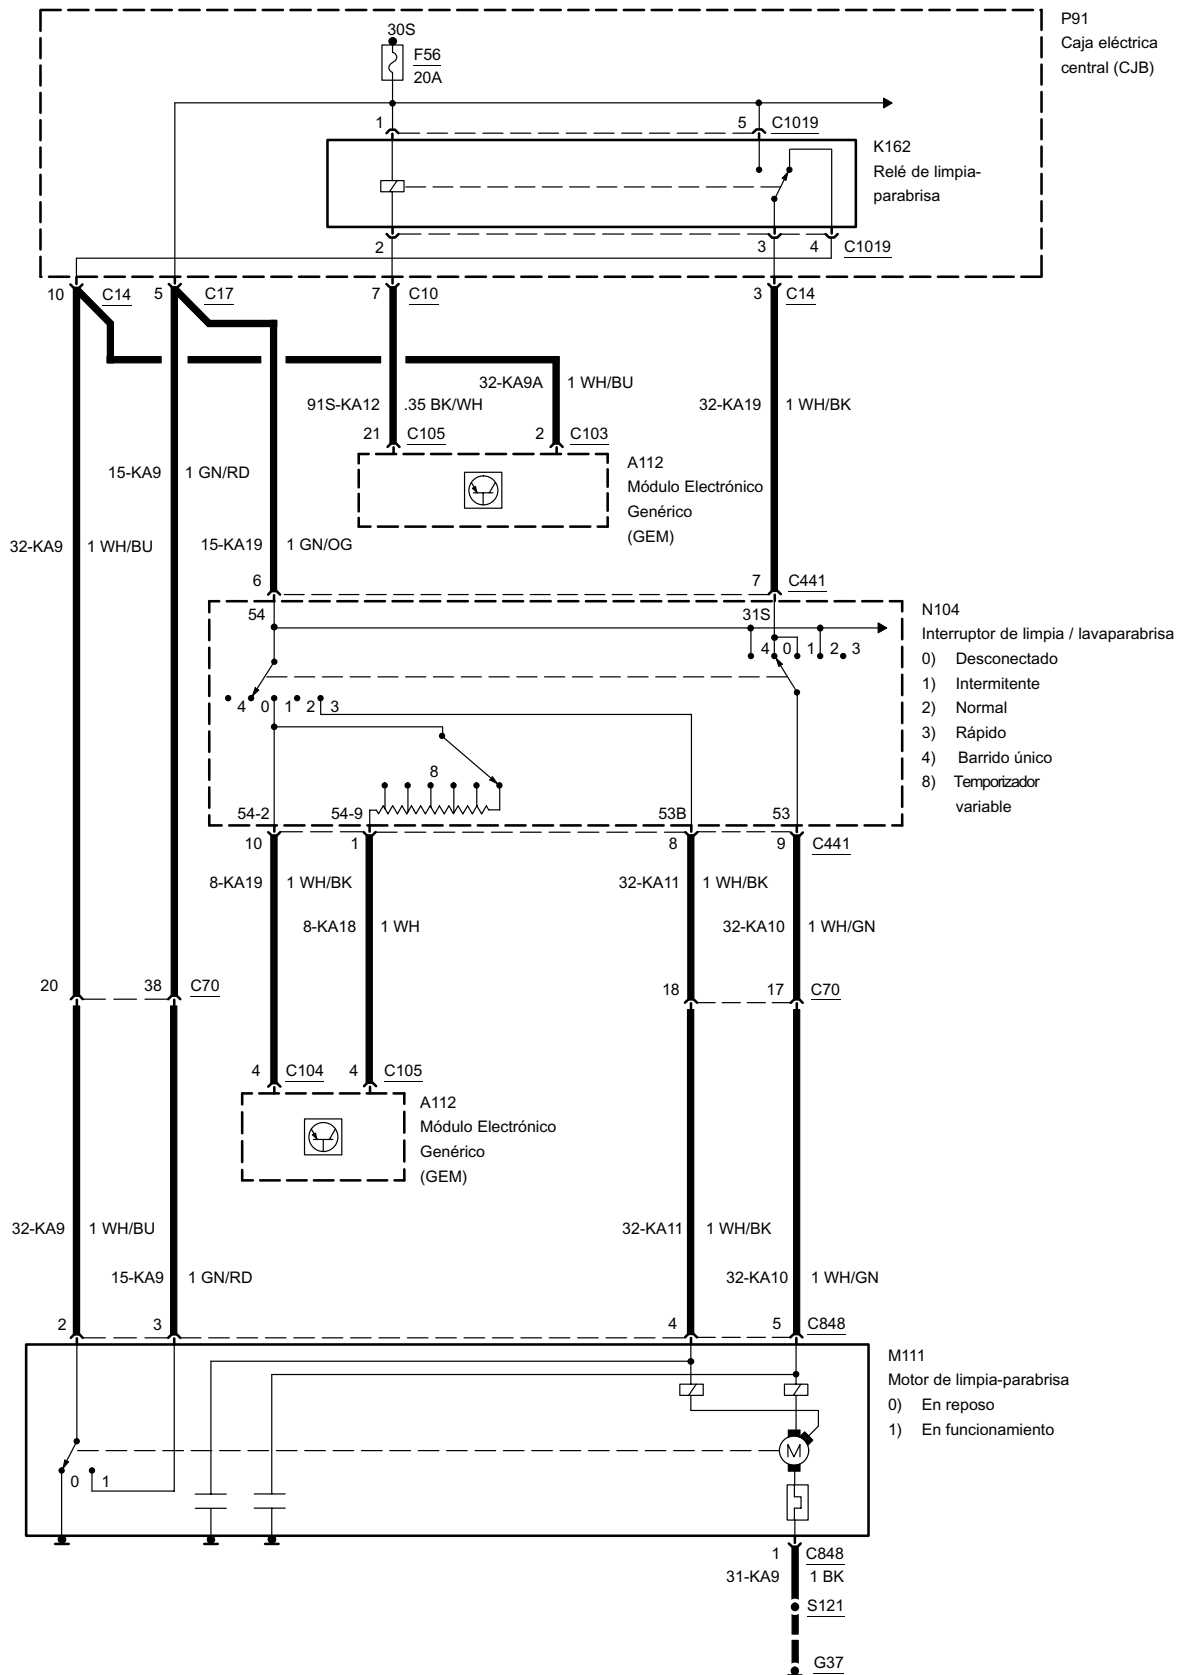 30S
F56
20A
P91
Caja eléctrica
central (CJB)
1
5
C1019
K162
Relé de limpia-
parabrisa
2
3
4
C1019
10
C14
5
C17
7
C10
3
C14
32-KA9A
1 WH/BU
91S-KA12
.35 BK/WH
32-KA19
1 WH/BK
21
C105
2
C103
A112
Módulo Electrónico
Genérico
(GEM)
15-KA9
1 GN/RD
32-KA9
1 WH/BU
15-KA19
1 GN/OG
6
7
C441
54
31S
N104
Interruptor de limpia / lavaparabrisa
0) Desconectado
1) Intermitente
2) Normal
3) Rápido
4) Barrido único
8) Temporizador
variable
4 0 1 2 3
4 0 1 2 3
8
54-2
54-9
53B
53
10
1
8
9
C441
8-KA19
1 WH/BK
32-KA11
1 WH/BK
8-KA18
1 WH
32-KA10
1 WH/GN
20
38
C70
18
17
C70
4
C104
4
C105
A112
Módulo Electrónico
Genérico
(GEM)
32-KA9
1 WH/BU
32-KA11
1 WH/BK
15-KA9
1 GN/RD
32-KA10
1 WH/GN
2
3
4
5
C848
M111
Motor de limpia-parabrisa
0) En reposo
1) En funcionamiento
M
0 1
1
C848
31-KA9
1 BK
S121
G37